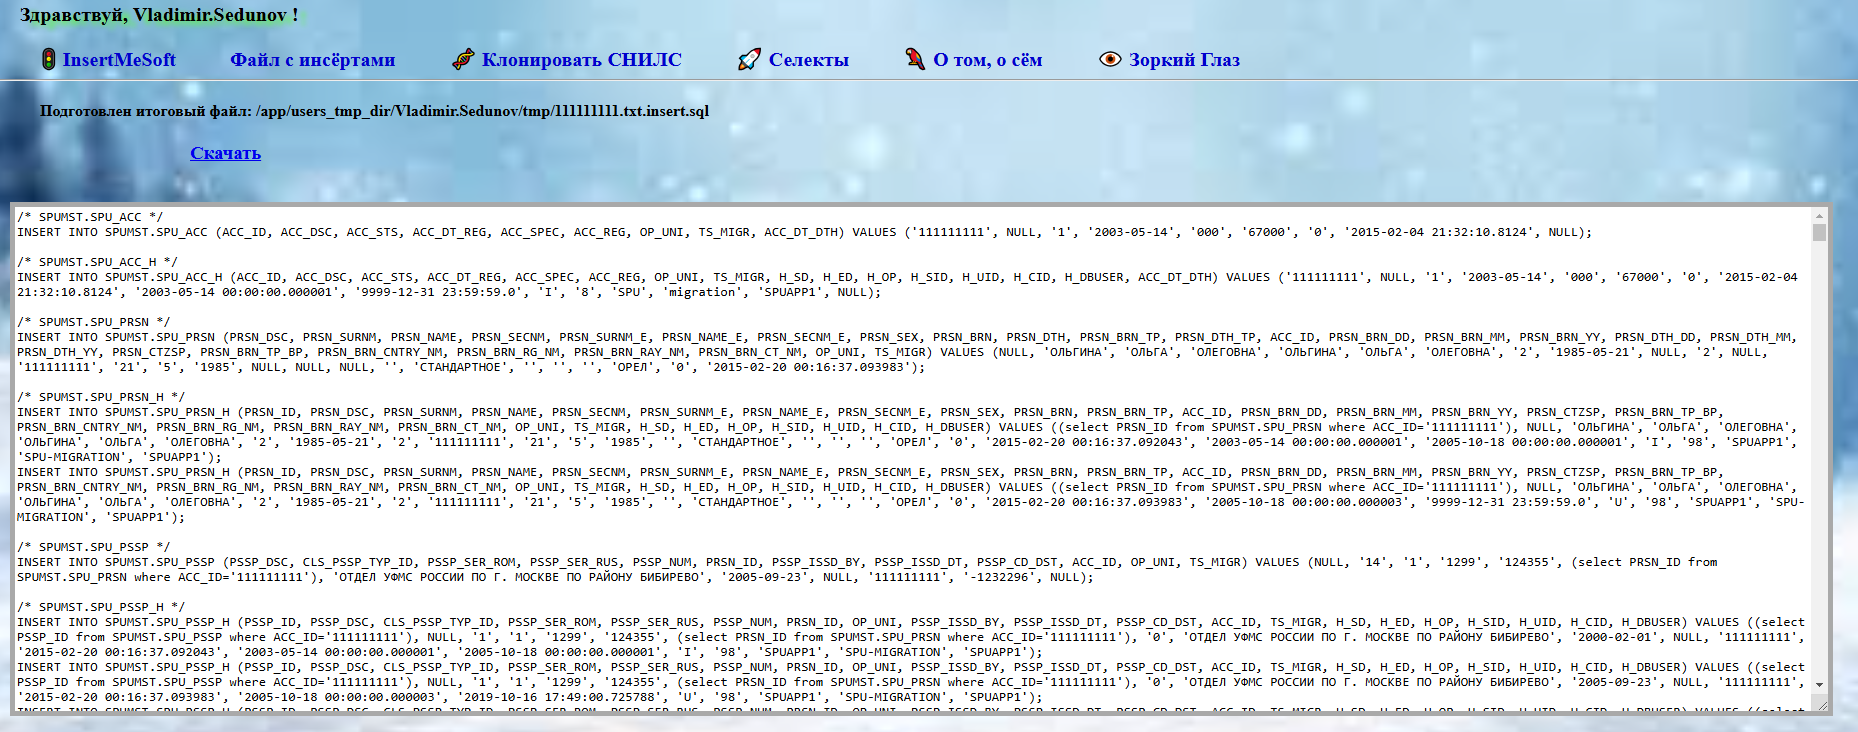 Здравствуй, Vladimir.Sedunov !
InsertMeSoft Файл с инсёртами Клонировать СНИЛС Селекты О том, о сём Зоркий Глаз
Подготовлен итоговый файл: /app/users_tmp_dir/Vladimir.Sedunov/tmp/111111111.txt.insert.sql
Скачать
/* SPUMST.SPU_ACC */
INSERT INTO SPUMST.SPU_ACC (ACC_ID, ACC_DSC, ACC_STS, ACC_DT_REG, ACC_SPEC, ACC_REG, OP_UNI, TS_MIGR, ACC_DT_DTH) VALUES ('111111111', NULL, '1', '2003-05-14', '000', '67000', '0', '2015-02-04 21:32:10.8124', NULL);
/* SPUMST.SPU_ACC_H */
INSERT INTO SPUMST.SPU_ACC_H (ACC_ID, ACC_DSC, ACC_STS, ACC_DT_REG, ACC_SPEC, ACC_REG, OP_UNI, TS_MIGR, H_SD, H_ED, H_OP, H_SID, H_UID, H_CID, H_DBUSER, ACC_DT_DTH) VALUES ('111111111', NULL, '1', '2003-05-14', '000', '67000', '0', '2015-02-04
21:32:10.8124', '2003-05-14 00:00:00.000001', '9999-12-31 23:59:59.0', 'I', '8', 'SPU', 'migration', 'SPUAPP1', NULL);
/* SPUMST.SPU_PRSN */
INSERT INTO SPUMST.SPU_PRSN (PRSN_DSC, PRSN_SURNM, PRSN_NAME, PRSN_SECNM, PRSN_SURNM_E, PRSN_NAME_E, PRSN_SECNM_E, PRSN_SEX, PRSN_BRN, PRSN_DTH, PRSN_BRN_TP, PRSN_DTH_TP, ACC_ID, PRSN_BRN_DD, PRSN_BRN_MM, PRSN_BRN_YY, PRSN_DTH_DD, PRSN_DTH_MM,
PRSN_DTH_YY, PRSN_CTZSP, PRSN_BRN_TP_BP, PRSN_BRN_CNTRY_NM, PRSN_BRN_RG_NM, PRSN_BRN_RAY_NM, PRSN_BRN_CT_NM, OP_UNI, TS_MIGR) VALUES (NULL, 'ОЛЬГИНА', 'ОЛЬГА', 'ОЛЕГОВНА', 'ОЛЬГИНА', 'ОЛЬГА', 'ОЛЕГОВНА', '2', '1985-05-21', NULL, '2', NULL,
'111111111', '21', '5', '1985', NULL, NULL, NULL, '', 'СТАНДАРТНОЕ', '', '', '', 'ОРЕЛ', '0', '2015-02-20 00:16:37.093983');
/* SPUMST.SPU_PRSN_H */
INSERT INTO SPUMST.SPU_PRSN_H (PRSN_ID, PRSN_DSC, PRSN_SURNM, PRSN_NAME, PRSN_SECNM, PRSN_SURNM_E, PRSN_NAME_E, PRSN_SECNM_E, PRSN_SEX, PRSN_BRN, PRSN_BRN_TP, ACC_ID, PRSN_BRN_DD, PRSN_BRN_MM, PRSN_BRN_YY, PRSN_CTZSP, PRSN_BRN_TP_BP,
PRSN_BRN_CNTRY_NM, PRSN_BRN_RG_NM, PRSN_BRN_RAY_NM, PRSN_BRN_CT_NM, OP_UNI, TS_MIGR, H_SD, H_ED, H_OP, H_SID, H_UID, H_CID, H_DBUSER) VALUES ((select PRSN_ID from SPUMST.SPU_PRSN where ACC_ID='111111111'), NULL, 'ОЛЬГИНА', 'ОЛЬГА', 'ОЛЕГОВНА',
'ОЛЬГИНА', 'ОЛЬГА', 'ОЛЕГОВНА', '2', '1985-05-21', '2', '111111111', '21', '5', '1985', '', 'СТАНДАРТНОЕ', '', '', '', 'ОРЕЛ', '0', '2015-02-20 00:16:37.092043', '2003-05-14 00:00:00.000001', '2005-10-18 00:00:00.000001', 'I', '98', 'SPUAPP1',
'SPU-MIGRATION', 'SPUAPP1');
INSERT INTO SPUMST.SPU_PRSN_H (PRSN_ID, PRSN_DSC, PRSN_SURNM, PRSN_NAME, PRSN_SECNM, PRSN_SURNM_E, PRSN_NAME_E, PRSN_SECNM_E, PRSN_SEX, PRSN_BRN, PRSN_BRN_TP, ACC_ID, PRSN_BRN_DD, PRSN_BRN_MM, PRSN_BRN_YY, PRSN_CTZSP, PRSN_BRN_TP_BP,
PRSN_BRN_CNTRY_NM, PRSN_BRN_RG_NM, PRSN_BRN_RAY_NM, PRSN_BRN_CT_NM, OP_UNI, TS_MIGR, H_SD, H_ED, H_OP, H_SID, H_UID, H_CID, H_DBUSER) VALUES ((select PRSN_ID from SPUMST.SPU_PRSN where ACC_ID='111111111'), NULL, 'ОЛЬГИНА', 'ОЛЬГА', 'ОЛЕГОВНА',
'ОЛЬГИНА', 'ОЛЬГА', 'ОЛЕГОВНА', '2', '1985-05-21', '2', '111111111', '21', '5', '1985', '', 'СТАНДАРТНОЕ', '', '', '', 'ОРЕЛ', '0', '2015-02-20 00:16:37.093983', '2005-10-18 00:00:00.000003', '9999-12-31 23:59:59.0', 'U', '98', 'SPUAPP1', 'SPU-
MIGRATION', 'SPUAPP1');
/* SPUMST.SPU_PSSP */
INSERT INTO SPUMST.SPU_PSSP (PSSP_DSC, CLS_PSSP_TYP_ID, PSSP_SER_ROM, PSSP_SER_RUS, PSSP_NUM, PRSN_ID, PSSP_ISSD_BY, PSSP_ISSD_DT, PSSP_CD_DST, ACC_ID, OP_UNI, TS_MIGR) VALUES (NULL, '14', '1', '1299', '124355', (select PRSN_ID from
SPUMST.SPU_PRSN where ACC_ID='111111111'), 'ОТДЕЛ УФМС РОССИИ ПО Г. МОСКВЕ ПО РАЙОНУ БИБИРЕВО', '2005-09-23', NULL, '111111111', '-1232296', NULL);
/* SPUMST.SPU_PSSP_H */
INSERT INTO SPUMST.SPU_PSSP_H (PSSP_ID, PSSP_DSC, CLS_PSSP_TYP_ID, PSSP_SER_ROM, PSSP_SER_RUS, PSSP_NUM, PRSN_ID, OP_UNI, PSSP_ISSD_BY, PSSP_ISSD_DT, PSSP_CD_DST, ACC_ID, TS_MIGR, H_SD, H_ED, H_OP, H_SID, H_UID, H_CID, H_DBUSER) VALUES ((select
PSSP_ID from SPUMST.SPU_PSSP where ACC_ID='111111111'), NULL, '1', '1', '1299', '124355', (select PRSN_ID from SPUMST.SPU_PRSN where ACC_ID='111111111'), '0', 'ОТДЕЛ УФМС РОССИИ ПО Г. МОСКВЕ ПО РАЙОНУ БИБИРЕВО', '2000-02-01', NULL, '111111111',
'2015-02-20 00:16:37.092043', '2003-05-14 00:00:00.000001', '2005-10-18 00:00:00.000001', 'I', '98', 'SPUAPP1', 'SPU-MIGRATION', 'SPUAPP1');
INSERT INTO SPUMST.SPU_PSSP_H (PSSP_ID, PSSP_DSC, CLS_PSSP_TYP_ID, PSSP_SER_ROM, PSSP_SER_RUS, PSSP_NUM, PRSN_ID, OP_UNI, PSSP_ISSD_BY, PSSP_ISSD_DT, PSSP_CD_DST, ACC_ID, TS_MIGR, H_SD, H_ED, H_OP, H_SID, H_UID, H_CID, H_DBUSER) VALUES ((select
PSSP_ID from SPUMST.SPU_PSSP where ACC_ID='111111111'), NULL, '1', '1', '1299', '124355', (select PRSN_ID from SPUMST.SPU_PRSN where ACC_ID='111111111'), '0', 'ОТДЕЛ УФМС РОССИИ ПО Г. МОСКВЕ ПО РАЙОНУ БИБИРЕВО', '2005-09-23', NULL, '111111111',
'2015-02-20 00:16:37.093983', '2005-10-18 00:00:00.000003', '2019-10-16 17:49:00.725788', 'U', '98', 'SPUAPP1', 'SPU-MIGRATION', 'SPUAPP1');